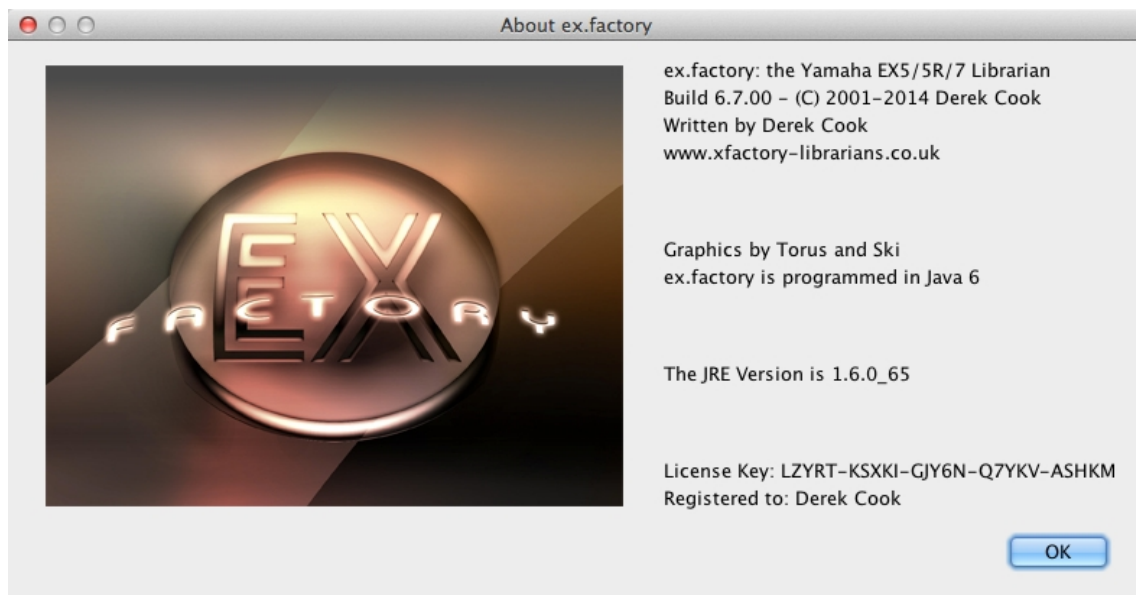 About ex.factory
EX
FACTORY
ex.factory: the Yamaha EX5/5R/7 Librarian
Build 6.7.00 – (C) 2001–2014 Derek Cook
Written by Derek Cook
www.xfactory-librarians.co.uk
Graphics by Torus and Ski
ex.factory is programmed in Java 6
The JRE Version is 1.6.0_65
License Key: LZYRT-KSXKI-GJY6N-Q7YKV-ASHKM
Registered to: Derek Cook
OK